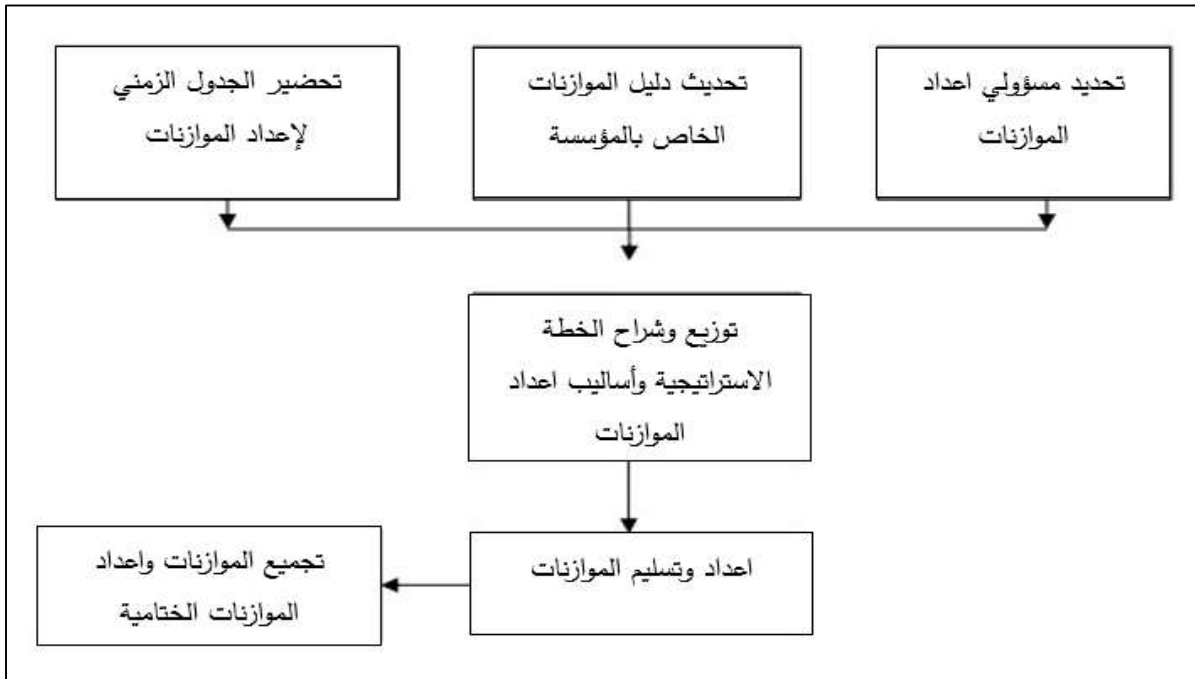 تحديد مسؤولي اعداد
الموازنات
تحديث دليل الموازنات
الخاص بالمؤسسة
تحضير الجدول الزمني
لإعداد الموازنات
توزيع وشراح الخطة
الاستراتيجية وأساليب اعداد
الموازنات
اعداد وتسليم الموازنات
تجميع الموازنات واعداد
الموازنات الختامية